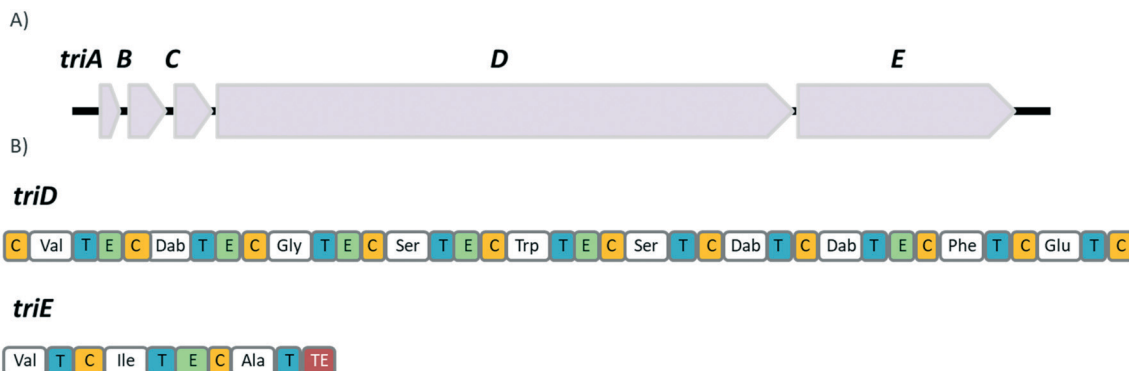 A)
triA B C D E
B)
triD
C Val T E C Dab T E C Gly T E C Ser T E C Trp T E C Ser T C Dab T C Dab T E C Phe T C Glu T C
triE
Val T C Ile T E C Ala T TE